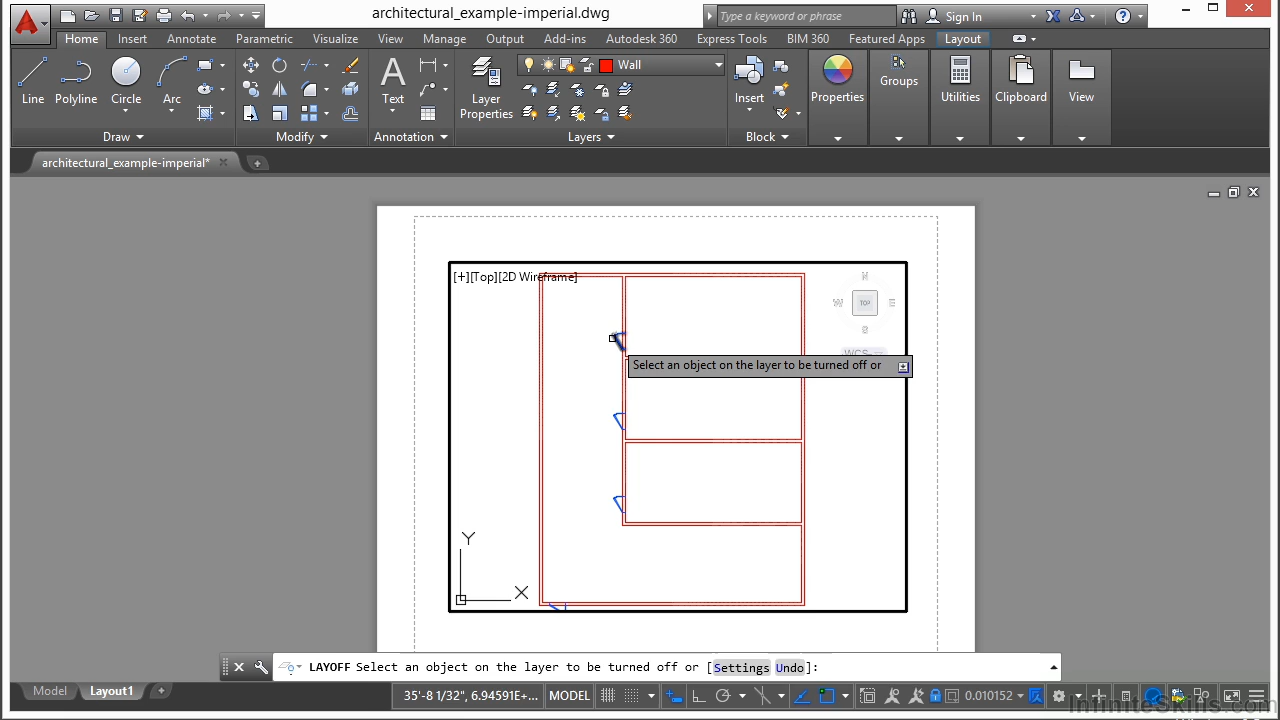 architectural_example-imperial.dwg
Type a keyword or phrase
Sign In
Home Insert Annotate Parametric Visualize View Manage Output Add-ins Autodesk 360 Express Tools BIM 360 Featured Apps Layout
Wall
Line Polyline Circle Arc
Text
Layer Properties
Insert
Properties
Groups
Utilities
Clipboard
View
Draw Modify Annotation Layers Block
architectural_example-imperial*
[+][Top][2D Wireframe]
TOP
WCS
Select an object on the layer to be turned off or
Y
X
LAYOFF Select an object on the layer to be turned off or [Settings Undo]:
Model Layout1
35'-8 1/32", 6.94591E+... MODEL 0.010152
InfiniteSkills.com